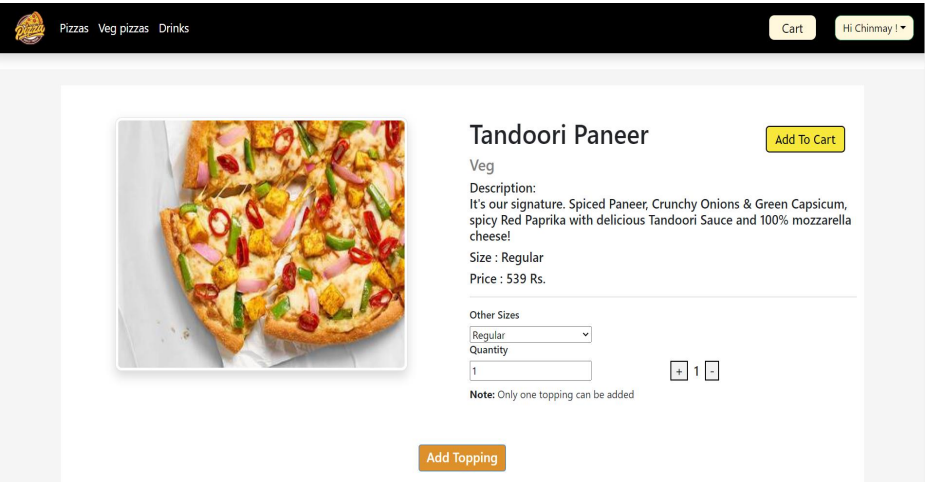 Pizza
Pizzas Veg pizzas Drinks
Cart
Hi Chinmay !
Tandoori Paneer
Add To Cart
Veg
Description:
It's our signature. Spiced Paneer, Crunchy Onions & Green Capsicum,
spicy Red Paprika with delicious Tandoori Sauce and 100% mozzarella
cheese!
Size : Regular
Price : 539 Rs.
Other Sizes
Regular
Quantity
1
+ 1 -
Note: Only one topping can be added
Add Topping